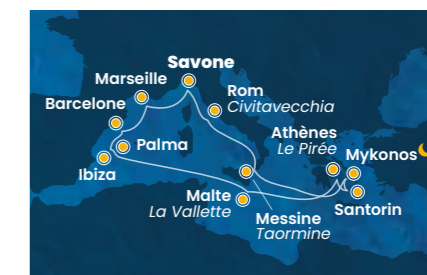 Savone
Marseille
Rom
Civitavecchia
Barcelone
Athènes
Le Pirée
Mykonos
Palma
Ibiza
Malte
La Vallette
Messine
Taormine
Santorin